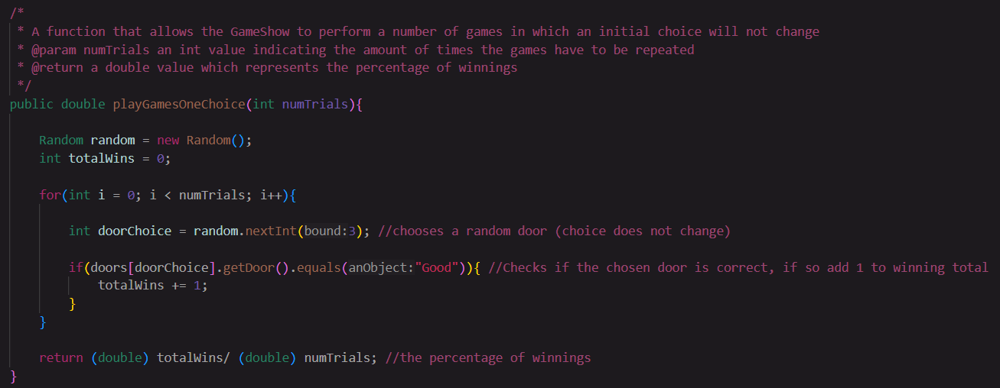 /*
* A function that allows the GameShow to perform a number of games in which an initial choice will not change
* @param numTrials an int value indicating the amount of times the games have to be repeated
* @return a double value which represents the percentage of winnings
*/
public double playGamesOneChoice(int numTrials){
Random random = new Random();
int totalWins = 0;
for(int i = 0; i < numTrials; i++){
int doorChoice = random.nextInt(bound:3); //chooses a random door (choice does not change)
if(doors[doorChoice].getDoor().equals(anObject:"Good")){ //Checks if the chosen door is correct, if so add 1 to winning total
totalWins += 1;
}
}
return (double) totalWins/ (double) numTrials; //the percentage of winnings
}